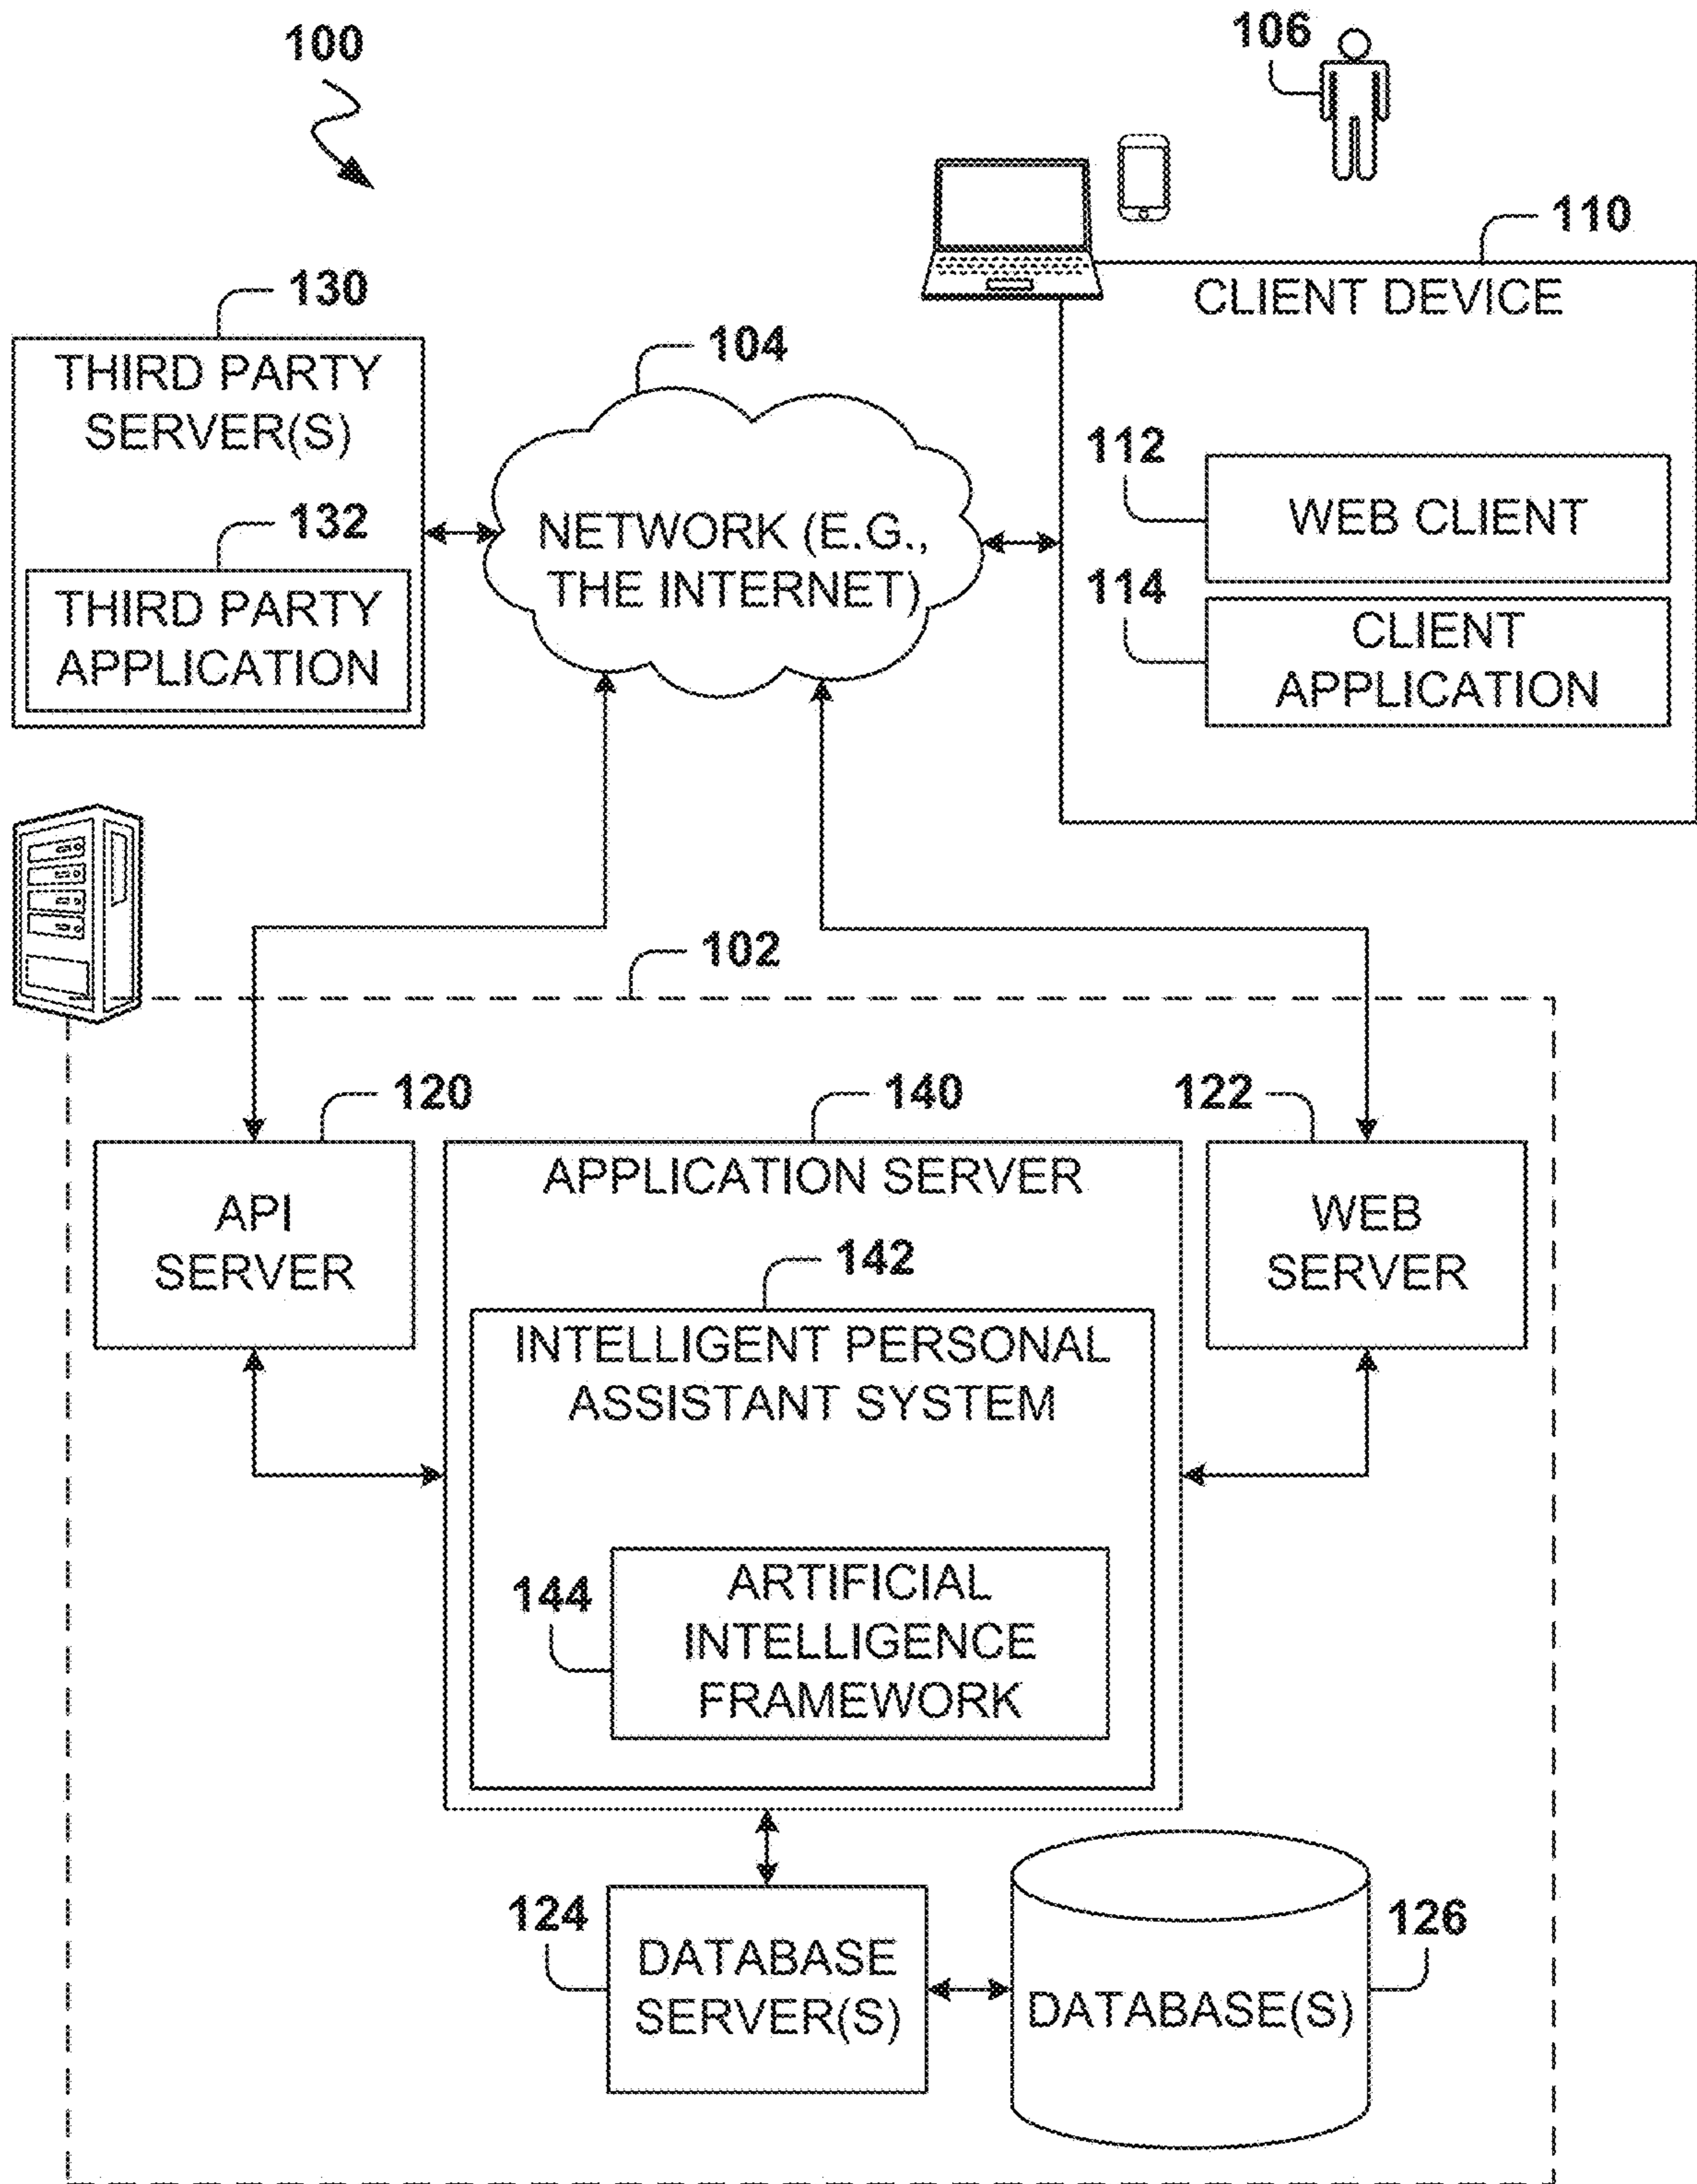 100
106
110
CLIENT DEVICE
130
THIRD PARTY
SERVER(S)
104
112
WEB CLIENT
132
NETWORK (E.G.,
THE INTERNET)
114
THIRD PARTY
APPLICATION
CLIENT
APPLICATION
102
120
140
122
API
SERVER
APPLICATION SERVER
WEB
SERVER
142
INTELLIGENT PERSONAL
ASSISTANT SYSTEM
144
ARTIFICIAL
INTELLIGENCE
FRAMEWORK
124
126
DATABASE
SERVER(S)
DATABASE(S)